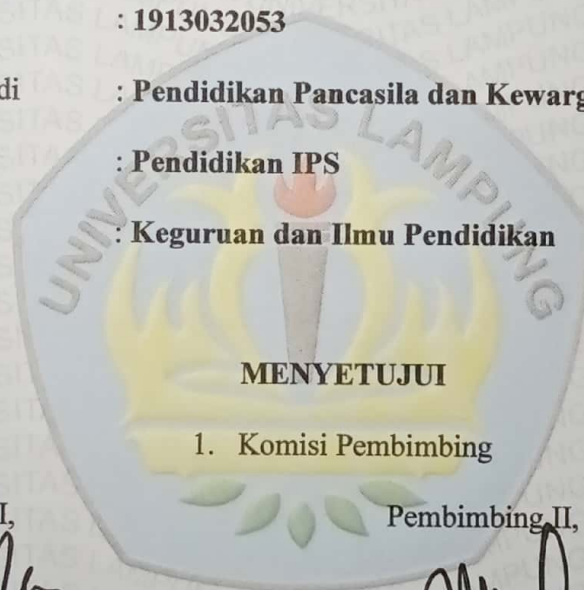 : 1913032053
di : Pendidikan Pancasila dan Kewarg
: Pendidikan IPS
: Keguruan dan Ilmu Pendidikan
UNIVERSITAS LAMPUNG
MENYETUJUI
1. Komisi Pembimbing
I, Pembimbing II,